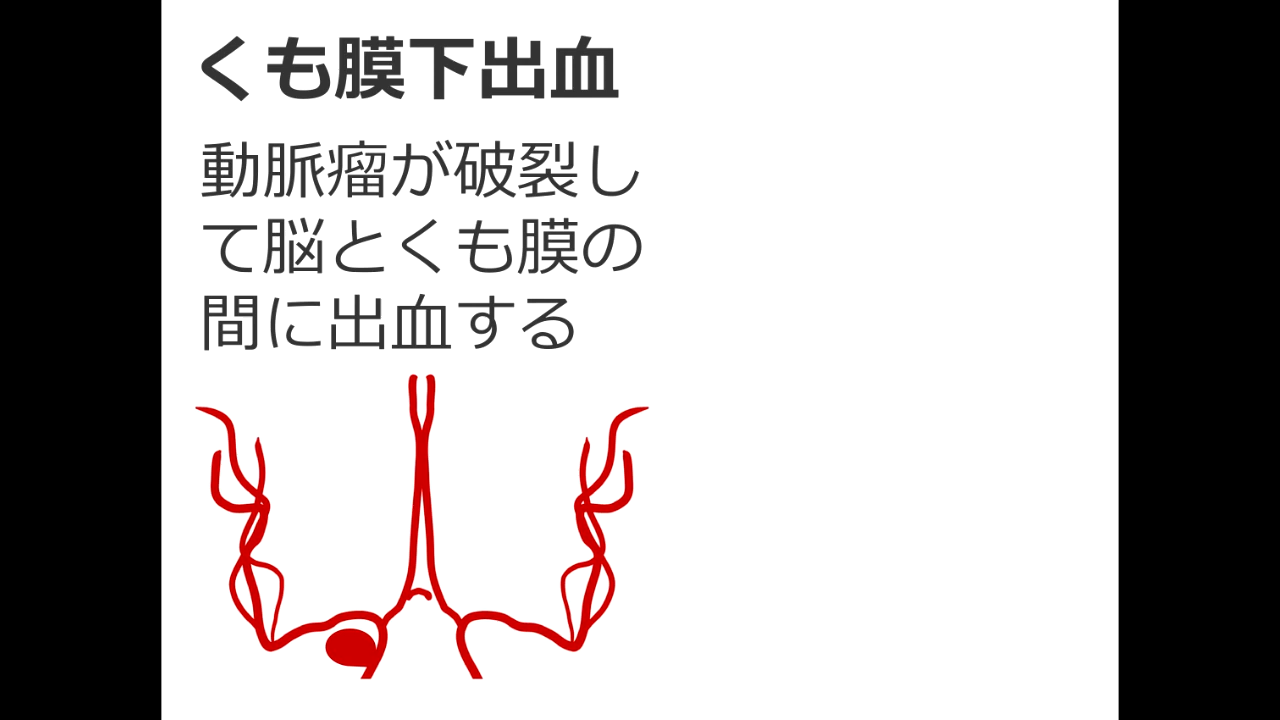 くも膜下出血
動脈瘤が破裂し
て脳とくも膜の
間に出血する